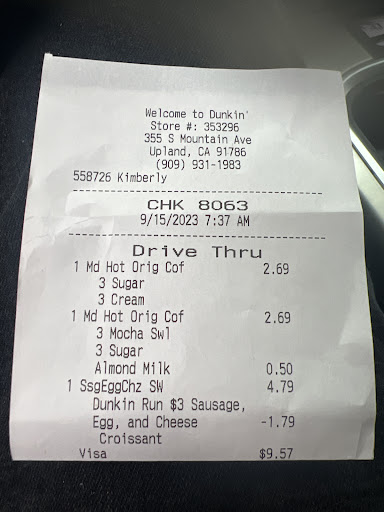 Welcome to Dunkin'
Store #: 353296
355 S Mountain Ave
Upland, CA 91786
(909) 931-1983
558726 Kimberly
CHK 8063
9/15/2023 7:37 AM
Drive Thru
1 Md Hot Orig Cof 2.69
3 Sugar
3 Cream
1 Md Hot Orig Cof 2.69
3 Mocha Swl
3 Sugar
Almond Milk 0.50
1 SsgEggChz SW 4.79
Dunkin Run $3 Sausage,
Egg, and Cheese -1.79
Croissant
Visa $9.57